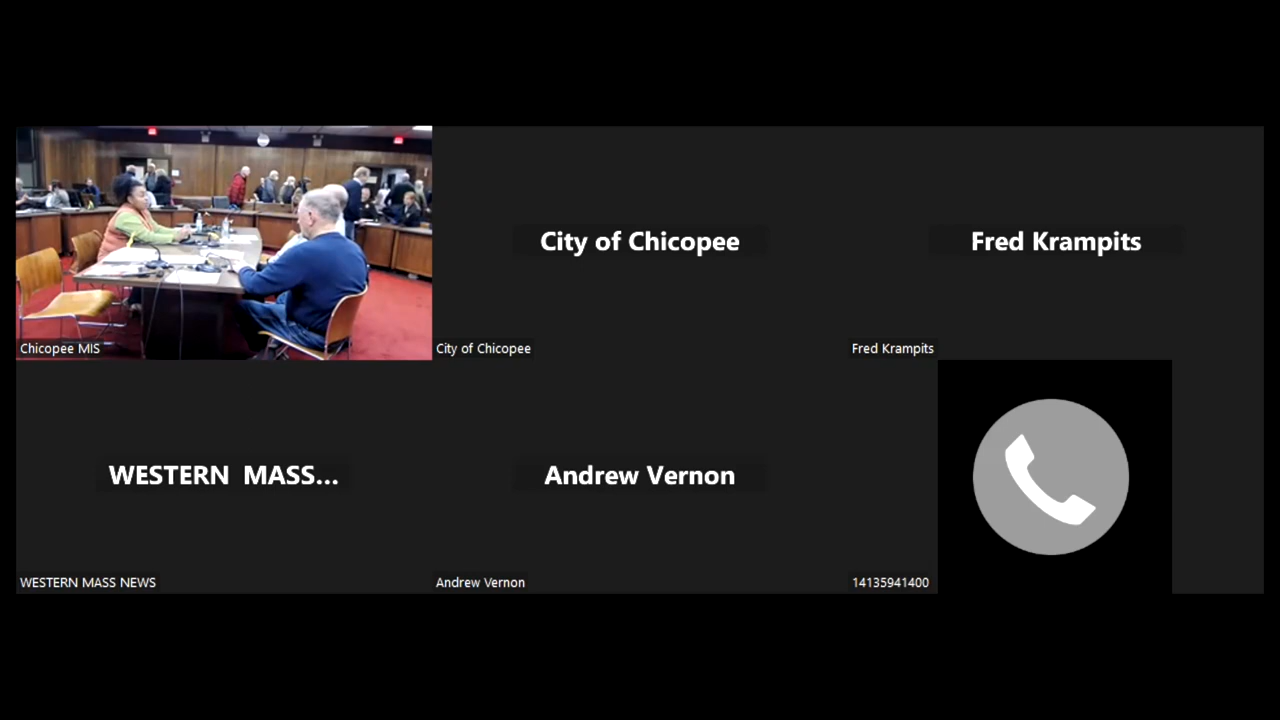 City of Chicopee
Fred Krampits
Chicopee MIS
City of Chicopee
Fred Krampits
WESTERN MASS...
Andrew Vernon
WESTERN MASS NEWS
Andrew Vernon
14135941400